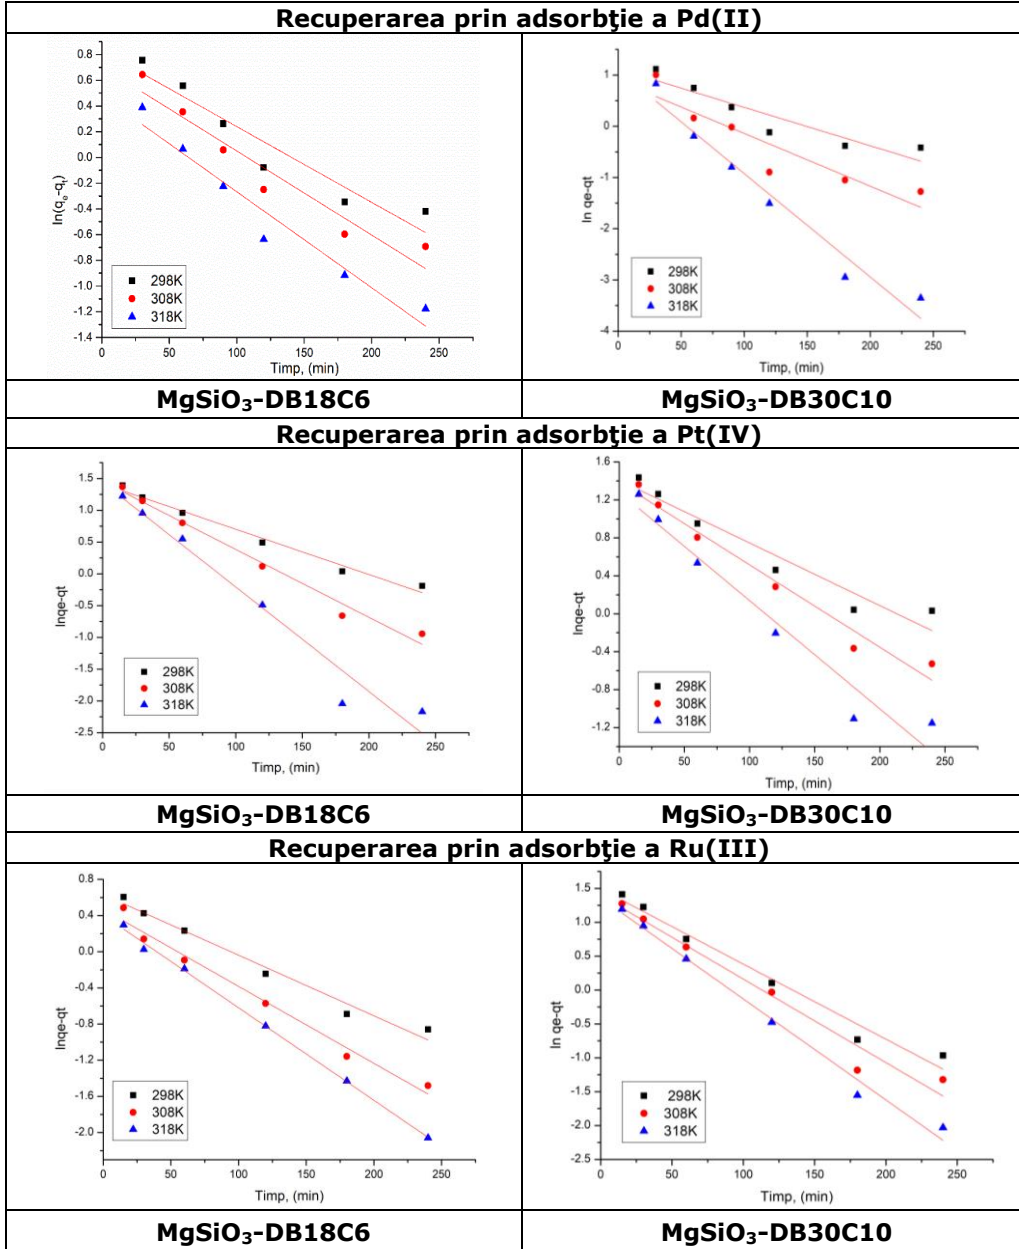 Recuperarea prin adsorbţie a Pd(II)
0.8
0.6
0.4
0.2
0.0
-0.2
-0.4
-0.6
-0.8
-1.0
-1.2
-1.4
ln(qe-qt)
298K
308K
318K
0 50 100 150 200 250
Timp, (min)
1
0
-1
-2
-3
-4
ln qe-qt
298K
308K
318K
0 50 100 150 200 250
Timp, (min)
MgSiO3-DB18C6 MgSiO3-DB30C10
Recuperarea prin adsorbţie a Pt(IV)
1.5
1.0
0.5
0.0
-0.5
-1.0
-1.5
-2.0
-2.5
lnqe-qt
298K
308K
318K
0 50 100 150 200 250
Timp, (min)
1.6
1.2
0.8
0.4
0.0
-0.4
-0.8
-1.2
lnqe-qt
298K
308K
318K
0 50 100 150 200 250
Timp, (min)
MgSiO3-DB18C6 MgSiO3-DB30C10
Recuperarea prin adsorbţie a Ru(III)
0.8
0.4
0.0
-0.4
-0.8
-1.2
-1.6
-2.0
lnqe-qt
298K
308K
318K
0 50 100 150 200 250
Timp, (min)
1.5
1.0
0.5
0.0
-0.5
-1.0
-1.5
-2.0
-2.5
ln qe-qt
298K
308K
318K
0 50 100 150 200 250
Timp, (min)
MgSiO3-DB18C6 MgSiO3-DB30C10